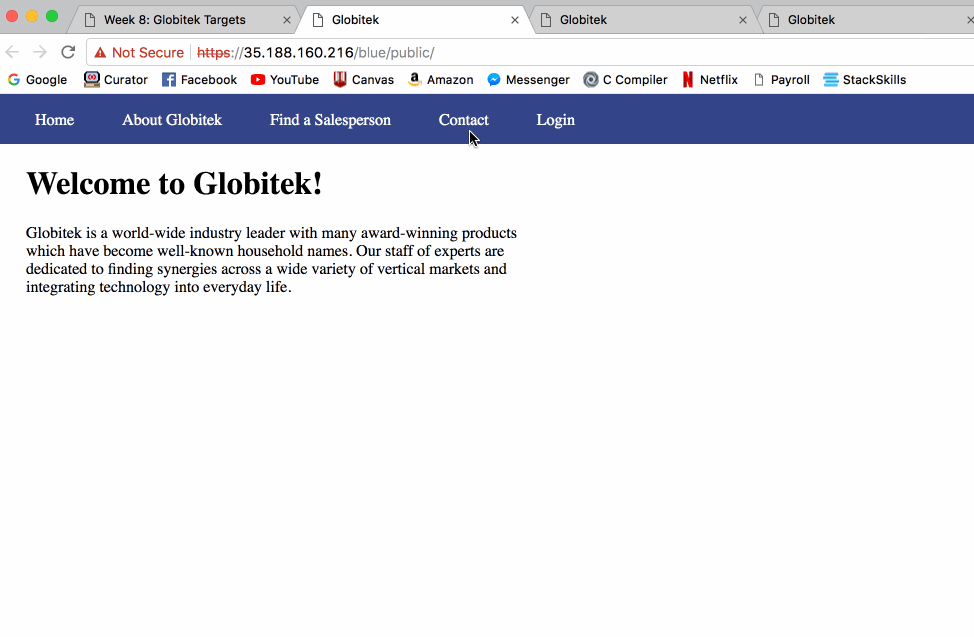 Week 8: Globitek Targets Globitek Globitek Globitek
Not Secure https://35.188.160.216/blue/public/
Google Curator Facebook YouTube Canvas Amazon Messenger C Compiler Netflix Payroll StackSkills
Home About Globitek Find a Salesperson Contact Login
Welcome to Globitek!
Globitek is a world-wide industry leader with many award-winning products
which have become well-known household names. Our staff of experts are
dedicated to finding synergies across a wide variety of vertical markets and
integrating technology into everyday life.